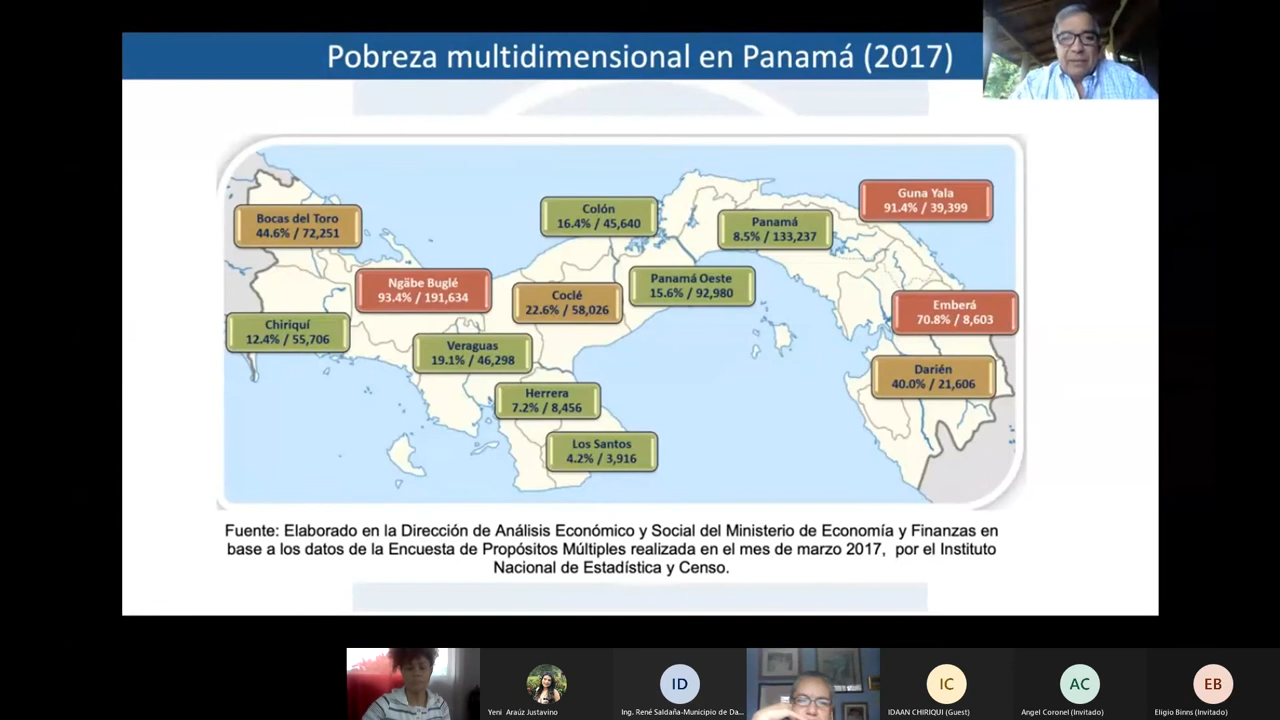 Pobreza multidimensional en Panamá (2017)
Guna Yala
91.4% / 39,399
Colón
16.4% / 45,640
Bocas del Toro
44.6% / 72,251
Panamá
8.5% / 133,237
Ngäbe Buglé
93.4% / 191,634
Panamá Oeste
15.6% / 92,980
Coclé
22.6% / 58,026
Emberá
70.8% / 8,603
Chiriquí
12.4% / 55,706
Veraguas
19.1% / 46,298
Darién
40.0% / 21,606
Herrera
7.2% / 8,456
Los Santos
4.2% / 3,916
Fuente: Elaborado en la Dirección de Análisis Económico y Social del Ministerio de Economía y Finanzas en
base a los datos de la Encuesta de Propósitos Múltiples realizada en el mes de marzo 2017, por el Instituto
Nacional de Estadística y Censo.
ID
IC
AC
EB
Yeni Araúz Justavino
Ing. René Saldaña-Municipio de Da...
IDAAN CHIRIQUI (Guest)
Angel Coronel (Invitado)
Eligio Binns (Invitado)